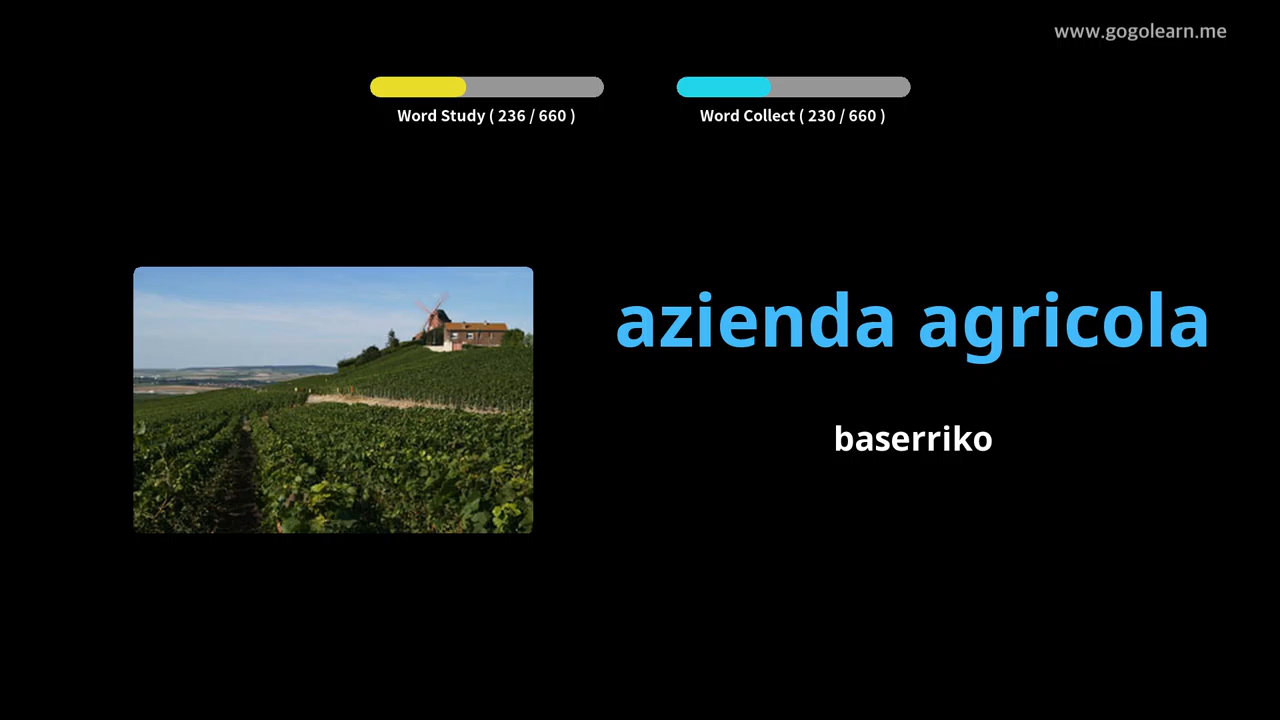 www.gogolearn.me
Word Study ( 236 / 660 )
Word Collect ( 230 / 660 )
azienda agricola
baserriko